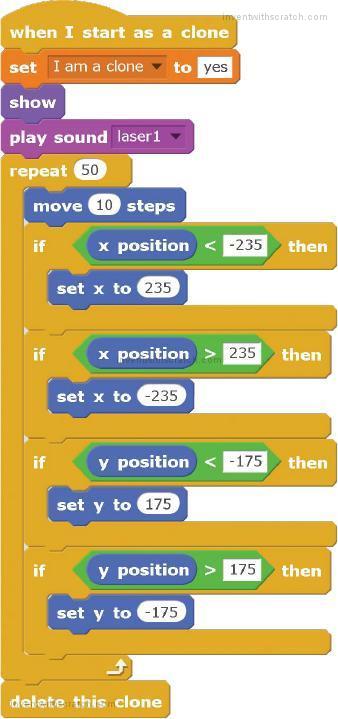 inventwithscratch.com
when I start as a clone
set I am a clone to yes
show
play sound laser1
repeat 50
move 10 steps
if x position < -235 then
set x to 235
if x position > 235 then
set x to -235
if y position < -175 then
set y to 175
if y position > 175 then
set y to -175
delete this clone